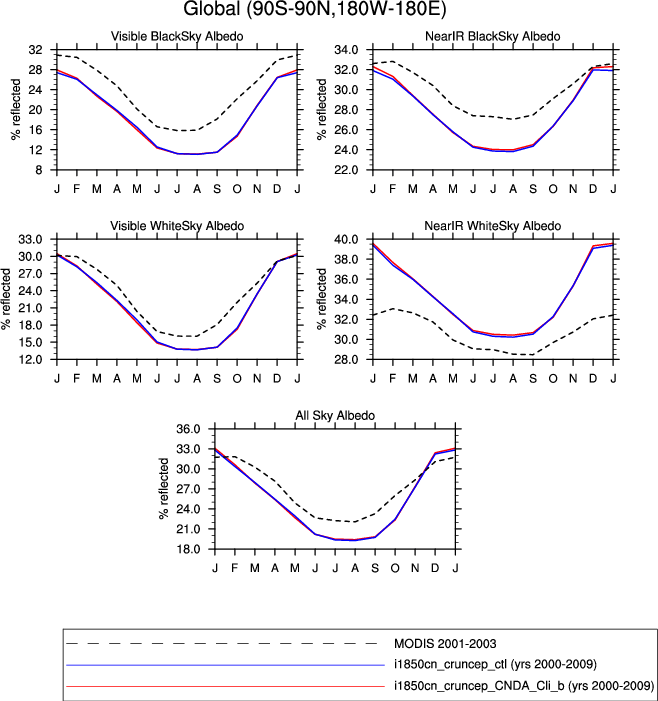 Global (90S-90N,180W-180E)
Visible BlackSky Albedo
NearIR BlackSky Albedo
% reflected
32
28
24
20
16
12
8
J F M A M J J A S O N D J
% reflected
34.0
32.0
30.0
28.0
26.0
24.0
22.0
J F M A M J J A S O N D J
Visible WhiteSky Albedo
NearIR WhiteSky Albedo
% reflected
33.0
30.0
27.0
24.0
21.0
18.0
15.0
12.0
J F M A M J J A S O N D J
% reflected
40.0
38.0
36.0
34.0
32.0
30.0
28.0
J F M A M J J A S O N D J
All Sky Albedo
% reflected
36.0
33.0
30.0
27.0
24.0
21.0
18.0
J F M A M J J A S O N D J
MODIS 2001-2003
i1850cn_cruncep_ctl (yrs 2000-2009)
i1850cn_cruncep_CNDA_Cli_b (yrs 2000-2009)